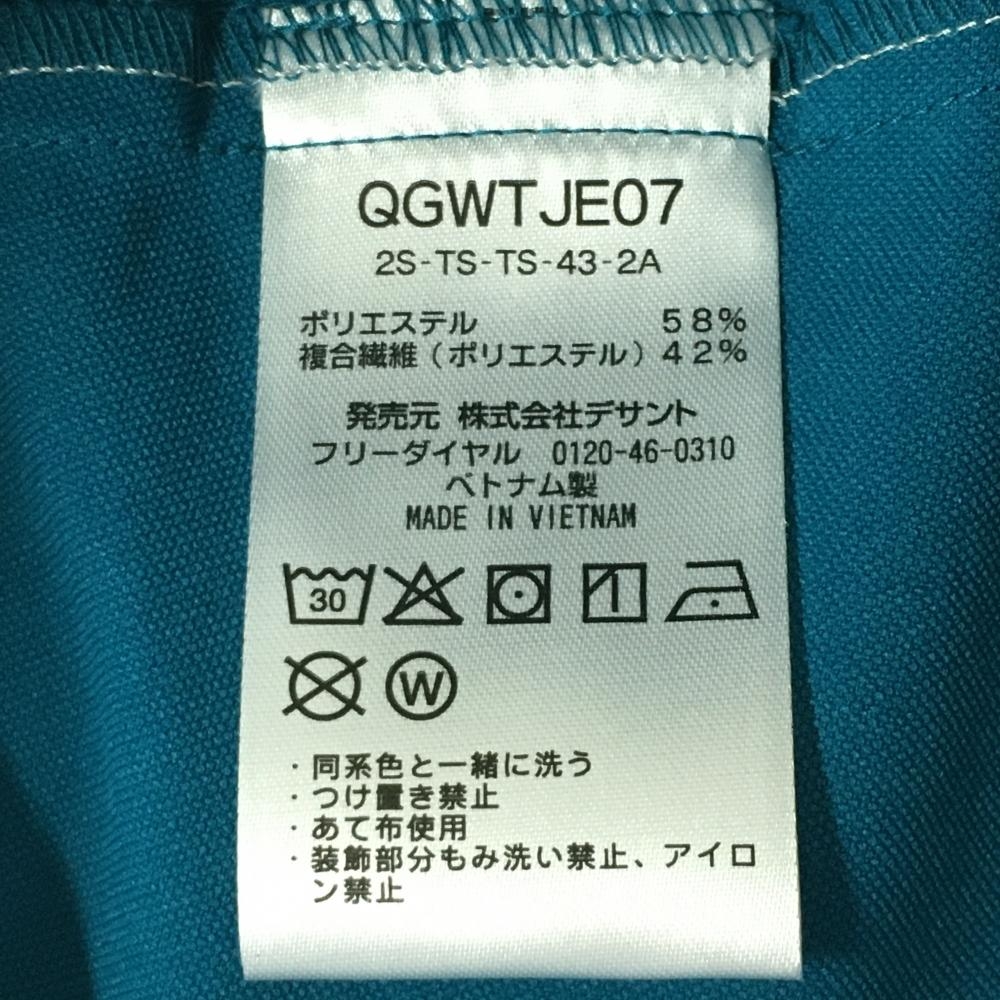 QGWTJE07
2S-TS-TS-43-2A
ポリエステル 58%
複合繊維（ポリエステル）42%
発売元 株式会社デサント
フリーダイヤル 0120-46-0310
ベトナム製
MADE IN VIETNAM
30
W
・同系色と一緒に洗う
・つけ置き禁止
・あて布使用
・装飾部分もみ洗い禁止、アイロ
ン禁止